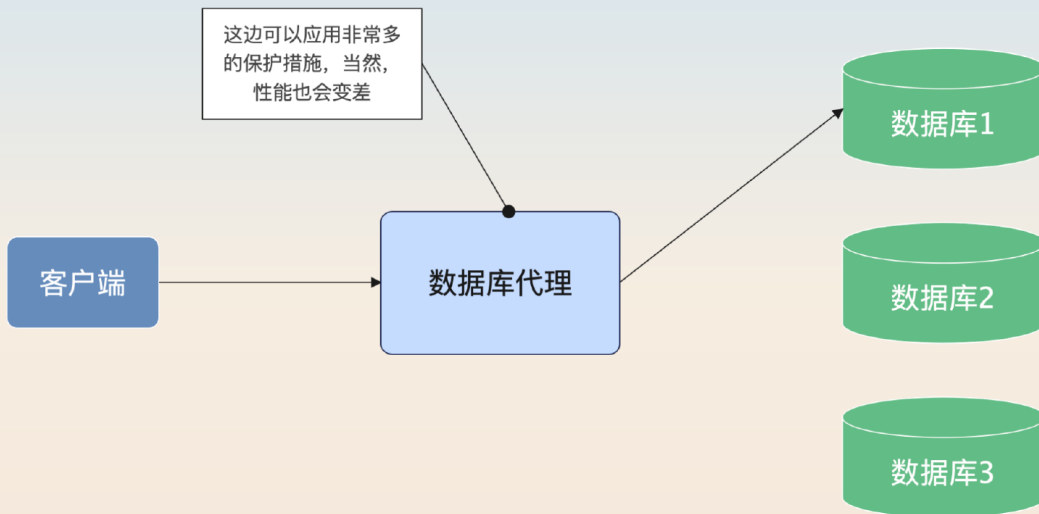 这边可以应用非常多
的保护措施，当然，
性能也会变差
数据库1
客户端
数据库代理
数据库2
数据库3